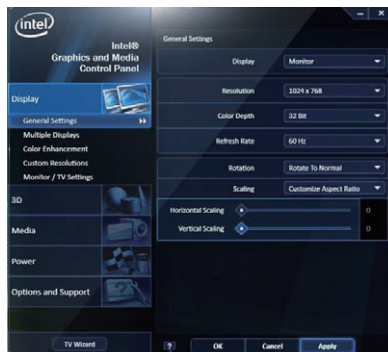 intel
Intel®
Graphics and Media
Control Panel
Display
General Settings
Multiple Displays
Color Enhancement
Custom Resolutions
Monitor / TV Settings
3D
Media
Power
Options and Support
TV Wizard
General Settings
Display Monitor
Resolution 1024 x 768
Color Depth 32 Bit
Refresh Rate 60 Hz
Rotation Rotate To Normal
Scaling Customize Aspect Ratio
Horizontal Scaling 0
Vertical Scaling 0
? OK Cancel Apply